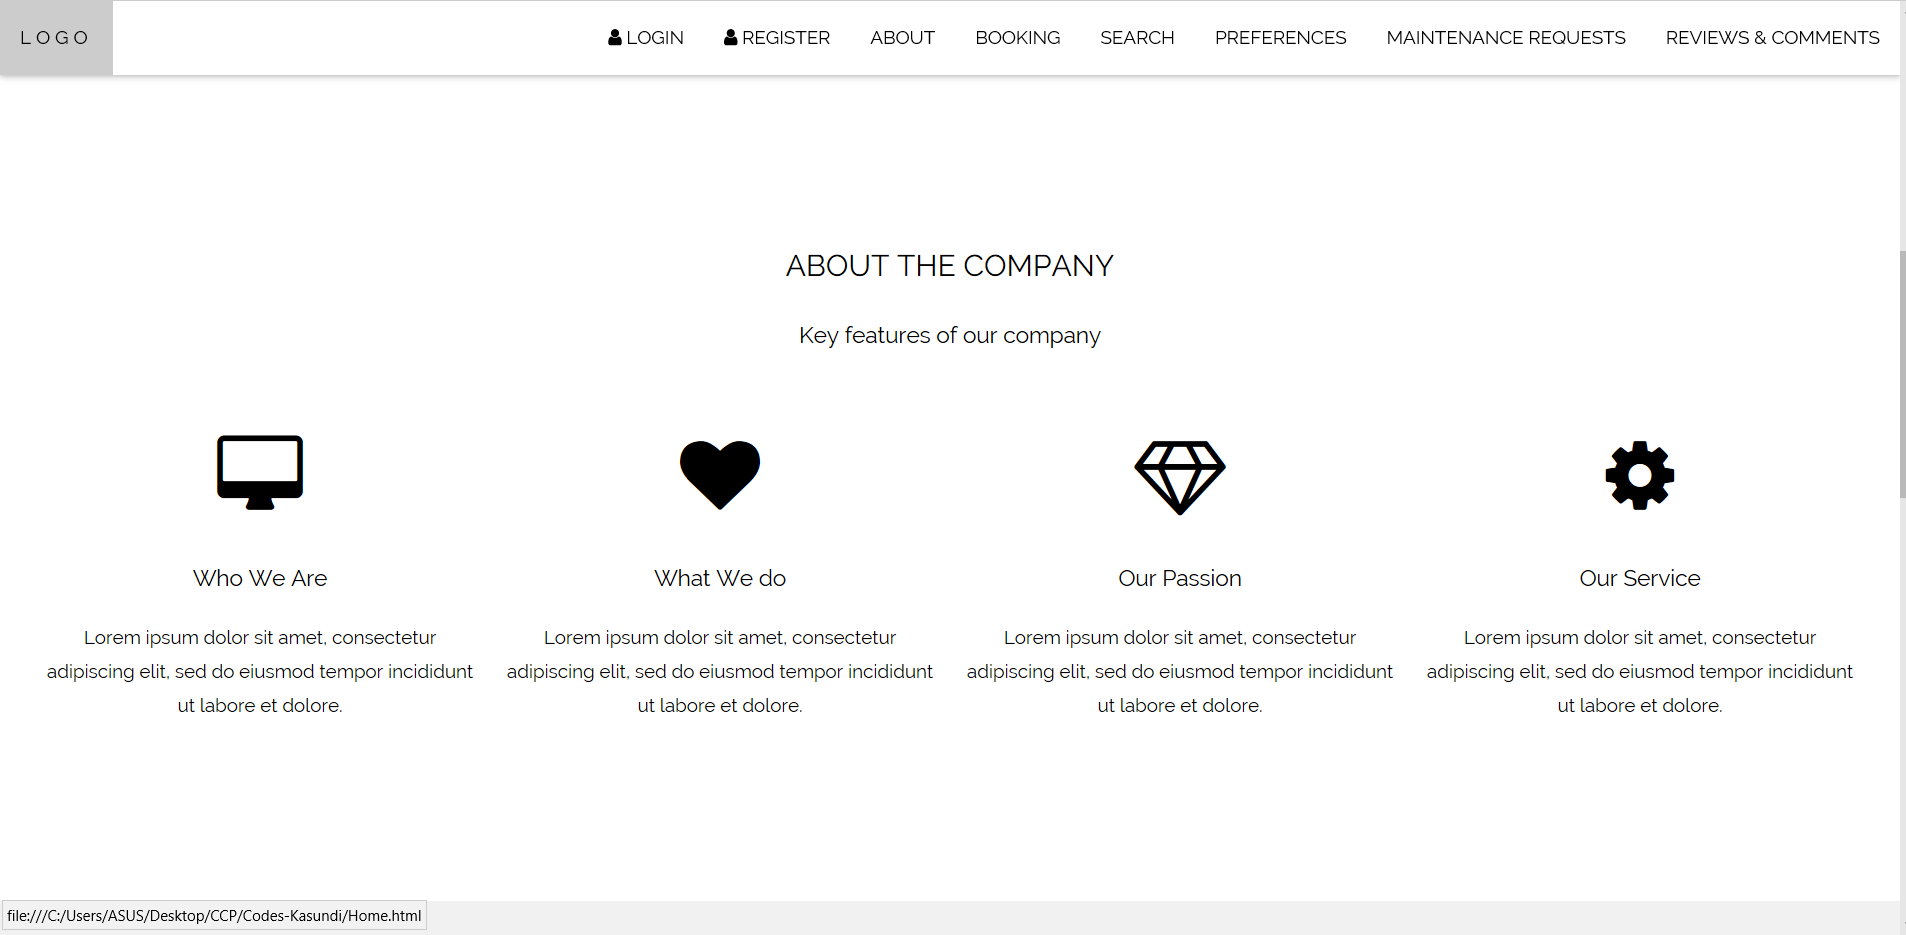 LOGO
LOGIN REGISTER ABOUT BOOKING SEARCH PREFERENCES MAINTENANCE REQUESTS REVIEWS & COMMENTS
ABOUT THE COMPANY
Key features of our company
Who We Are
Lorem ipsum dolor sit amet, consectetur
adipiscing elit, sed do eiusmod tempor incididunt
ut labore et dolore.
What We do
Lorem ipsum dolor sit amet, consectetur
adipiscing elit, sed do eiusmod tempor incididunt
ut labore et dolore.
Our Passion
Lorem ipsum dolor sit amet, consectetur
adipiscing elit, sed do eiusmod tempor incididunt
ut labore et dolore.
Our Service
Lorem ipsum dolor sit amet, consectetur
adipiscing elit, sed do eiusmod tempor incididunt
ut labore et dolore.
file:///C:/Users/ASUS/Desktop/CCP/Codes-Kasundi/Home.html